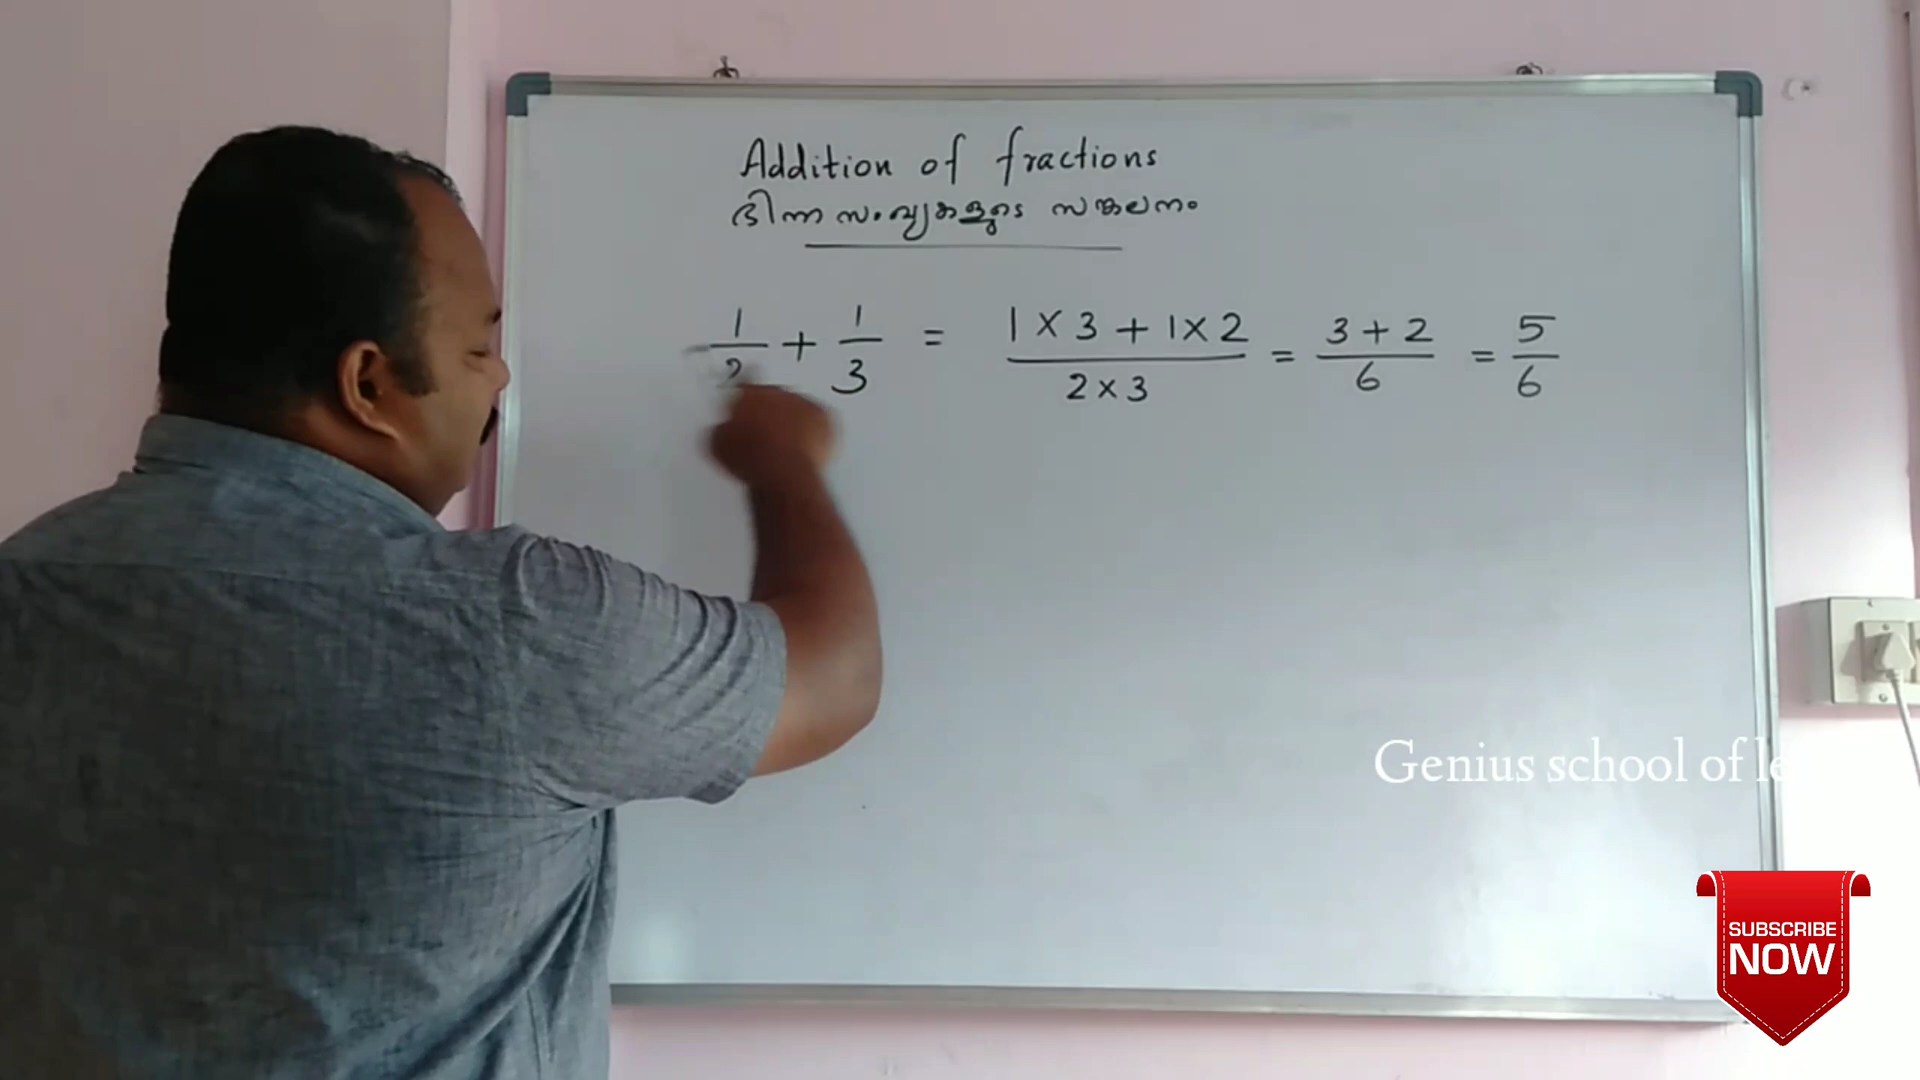 Addition of fractions
ഭിന്ന സംഖ്യകളുടെ സങ്കലനം
1/2 + 1/3 = 1 × 3 + 1 × 2 / 2 × 3 = 3 + 2 / 6 = 5/6
Genius school of le
SUBSCRIBE
NOW